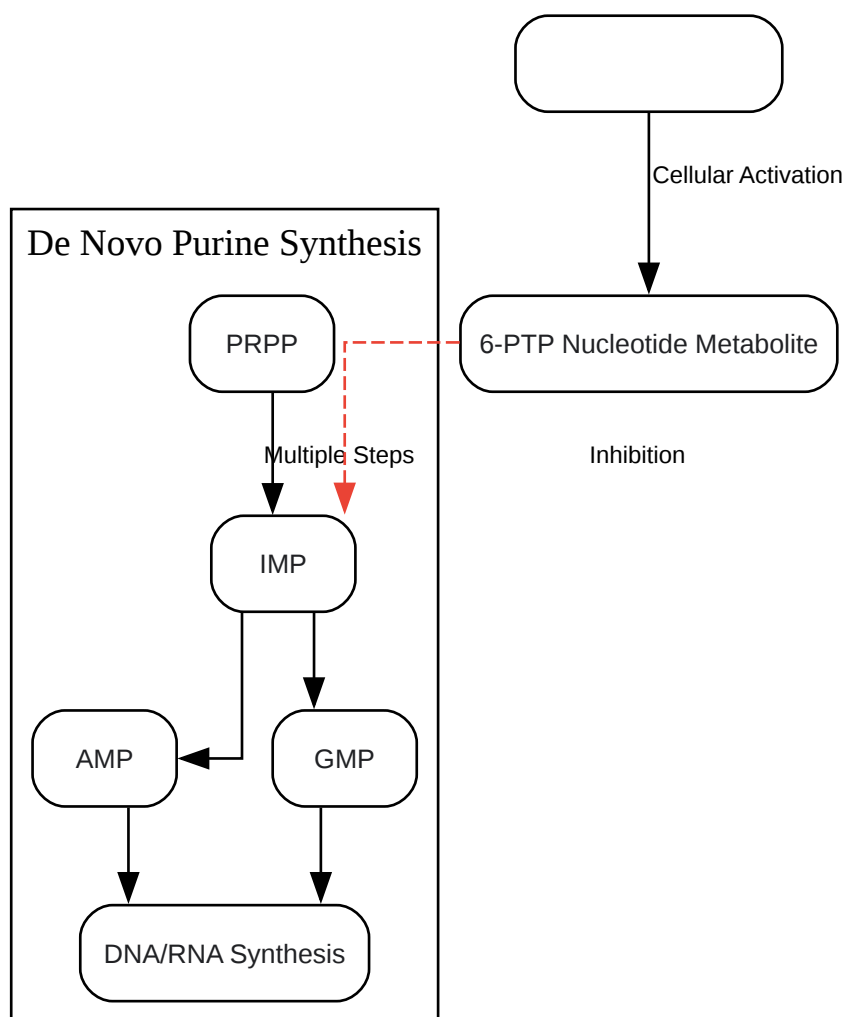 Cellular Activation
De Novo Purine Synthesis
PRPP
6-PTP Nucleotide Metabolite
Multiple Steps
Inhibition
IMP
AMP
GMP
DNA/RNA Synthesis